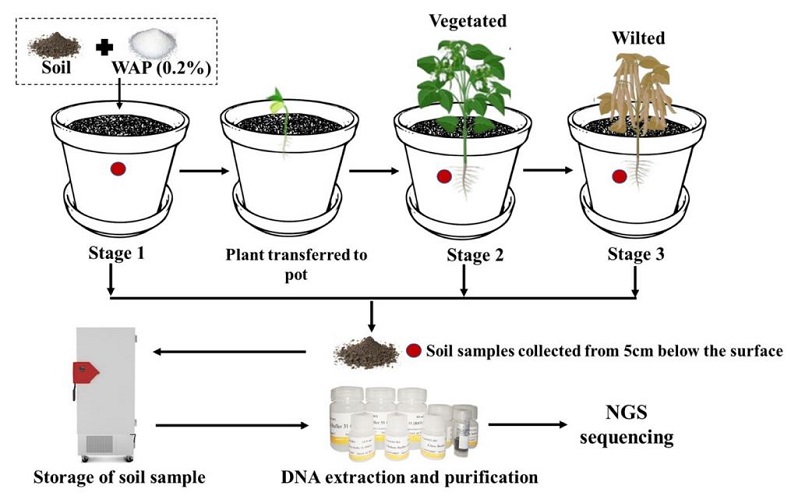 Vegetated
Wilted
Soil
WAP (0.2%)
Stage 1
Plant transferred to
pot
Stage 2
Stage 3
Soil samples collected from 5cm below the surface
Storage of soil sample
DNA extraction and purification
NGS
sequencing